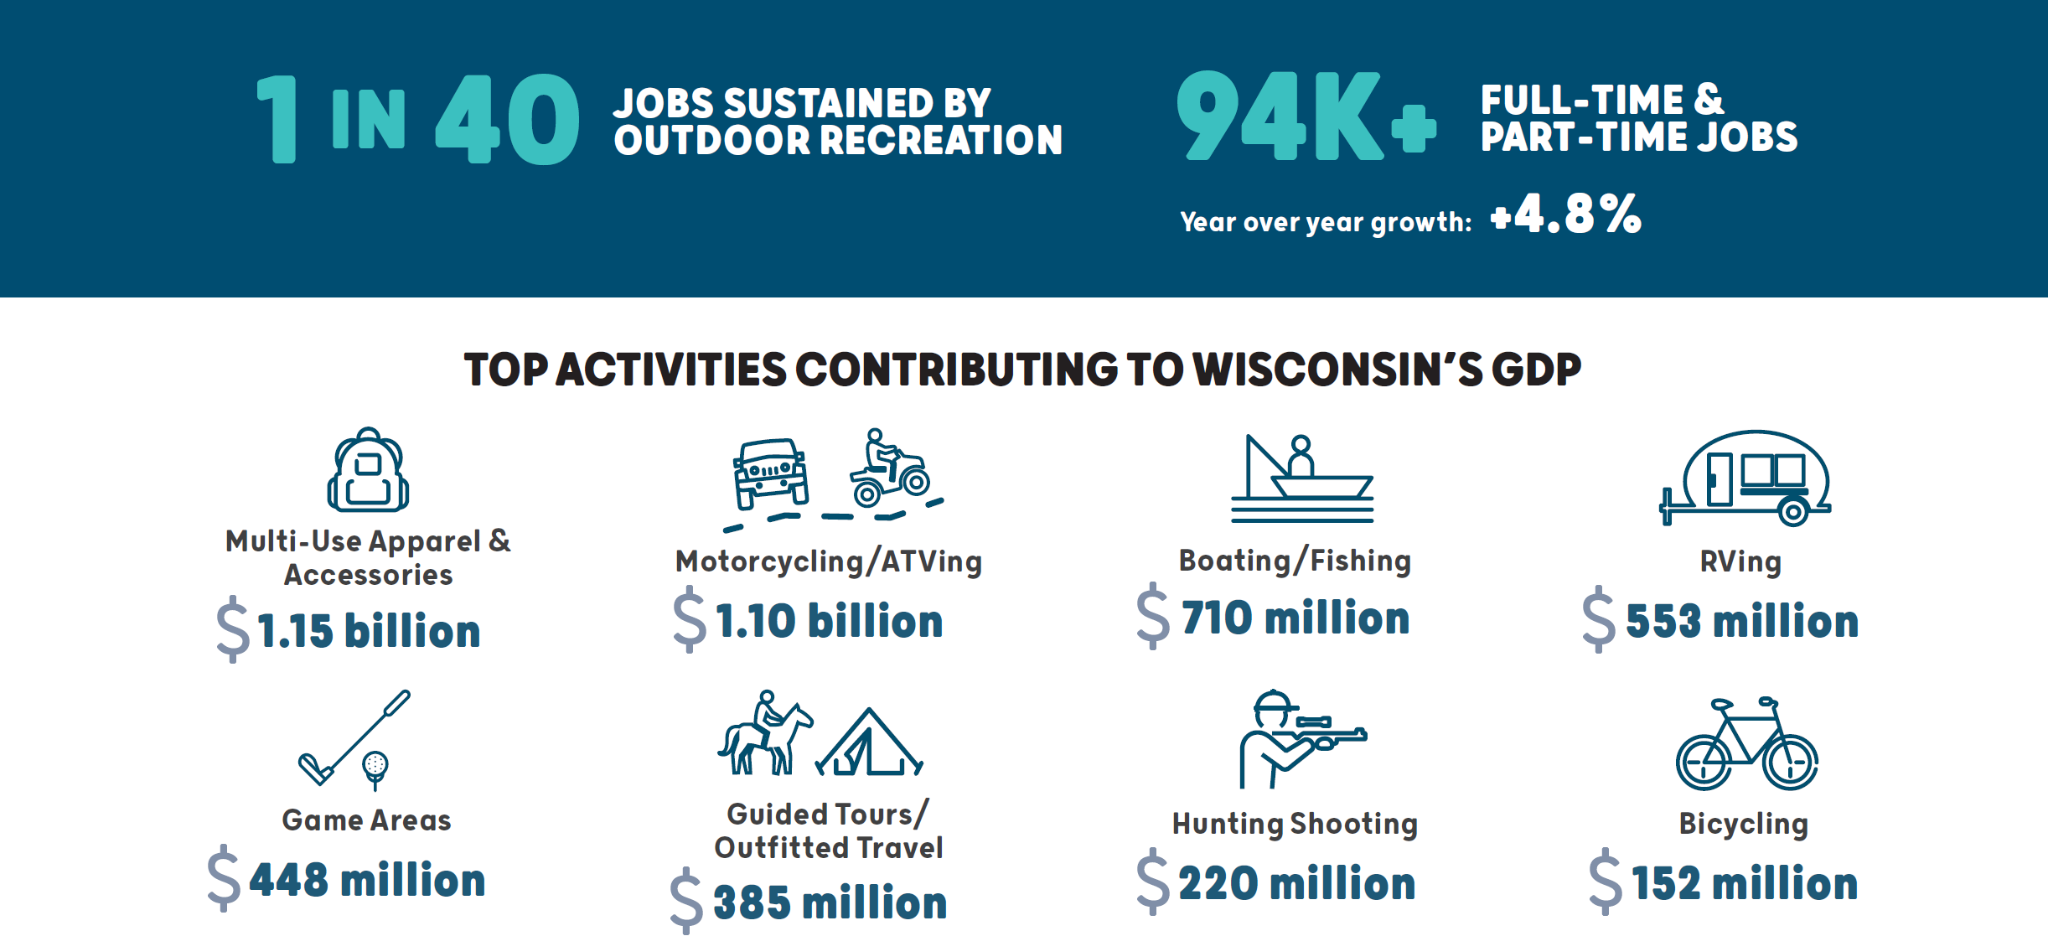 1 IN 40
JOBS SUSTAINED BY
OUTDOOR RECREATION
94K+
FULL-TIME &
PART-TIME JOBS
Year over year growth: +4.8%
TOP ACTIVITIES CONTRIBUTING TO WISCONSIN'S GDP
Multi-Use Apparel &
Accessories
$1.15 billion
Motorcycling/ATVing
$1.10 billion
Boating/Fishing
$710 million
RVing
$553 million
Game Areas
$448 million
Guided Tours/
Outfitted Travel
$385 million
Hunting Shooting
$220 million
Bicycling
$152 million